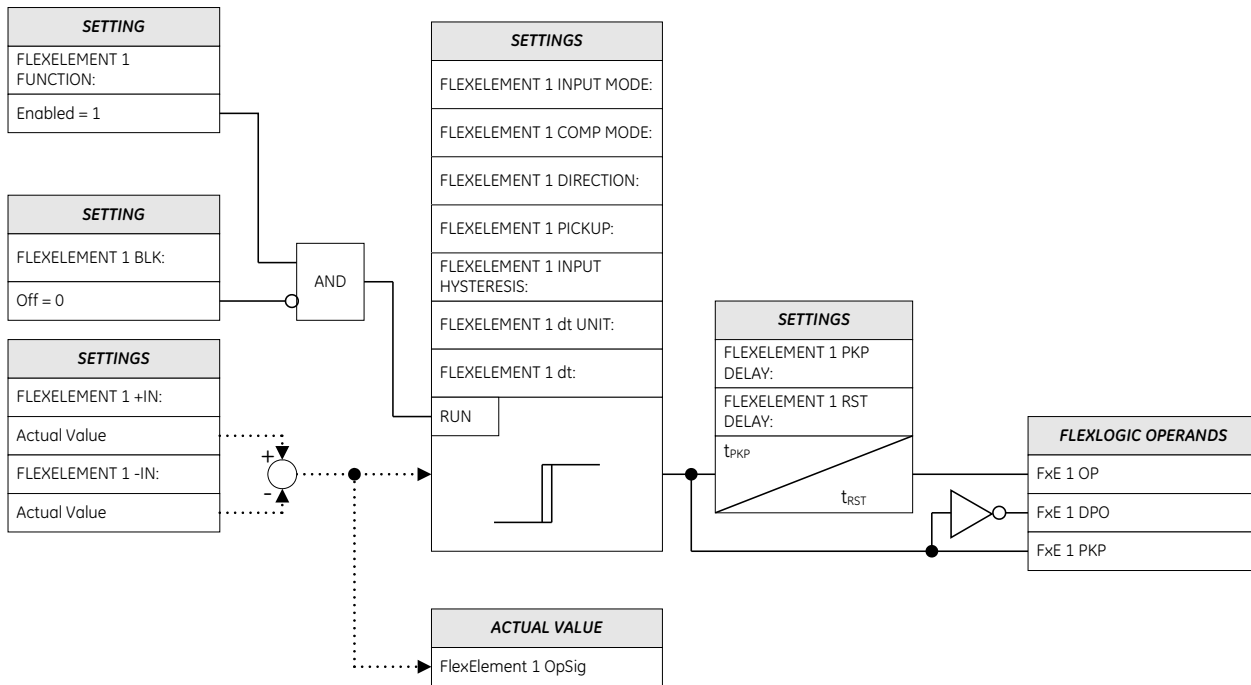 SETTING
FLEXELEMENT 1
FUNCTION:
Enabled = 1
SETTING
FLEXELEMENT 1 BLK:
Off = 0
SETTINGS
FLEXELEMENT 1 +IN:
Actual Value
FLEXELEMENT 1 -IN:
Actual Value
+
-
AND
SETTINGS
FLEXELEMENT 1 INPUT MODE:
FLEXELEMENT 1 COMP MODE:
FLEXELEMENT 1 DIRECTION:
FLEXELEMENT 1 PICKUP:
FLEXELEMENT 1 INPUT
HYSTERESIS:
FLEXELEMENT 1 dt UNIT:
FLEXELEMENT 1 dt:
RUN
ACTUAL VALUE
FlexElement 1 OpSig
SETTINGS
FLEXELEMENT 1 PKP
DELAY:
FLEXELEMENT 1 RST
DELAY:
tPKP
tRST
FLEXLOGIC OPERANDS
FxE 1 OP
FxE 1 DPO
FxE 1 PKP